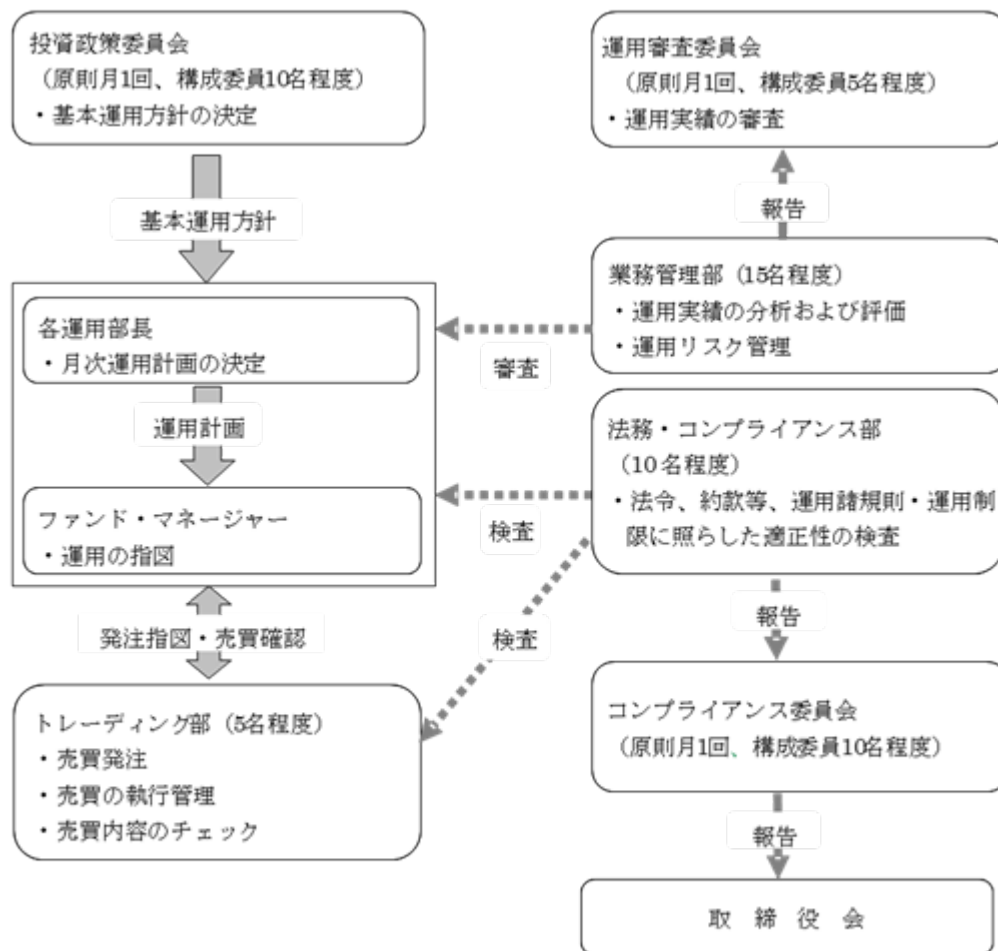 投資政策委員会
（原則月1回、構成委員10名程度）
・基本運用方針の決定
基本運用方針
各運用部長
・月次運用計画の決定
運用計画
ファンド・マネージャー
・運用の指図
発注指図・売買確認
トレーディング部（5名程度）
・売買発注
・売買の執行管理
・売買内容のチェック
運用審査委員会
（原則月1回、構成委員5名程度）
・運用実績の審査
報告
業務管理部（15名程度）
・運用実績の分析および評価
・運用リスク管理
審査
法務・コンプライアンス部
（10名程度）
・法令、約款等、運用諸規則・運用制
限に照らした適正性の検査
検査
検査
報告
コンプライアンス委員会
（原則月1回、構成委員10名程度）
報告
取締役会